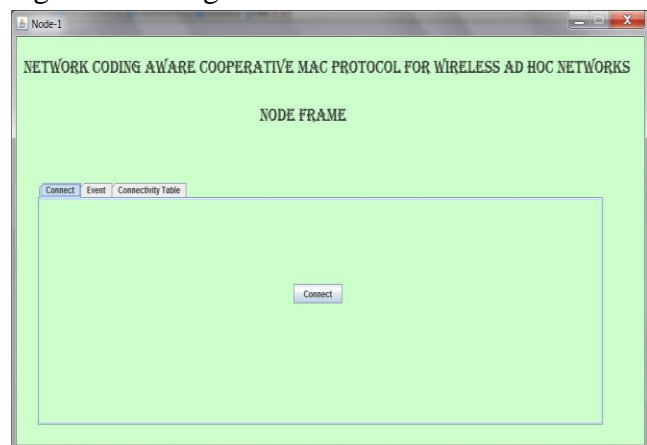 Node-1
NETWORK CODING AWARE COOPERATIVE MAC PROTOCOL FOR WIRELESS AD HOC NETWORKS
NODE FRAME
Connect Event Connectivity Table
Connect